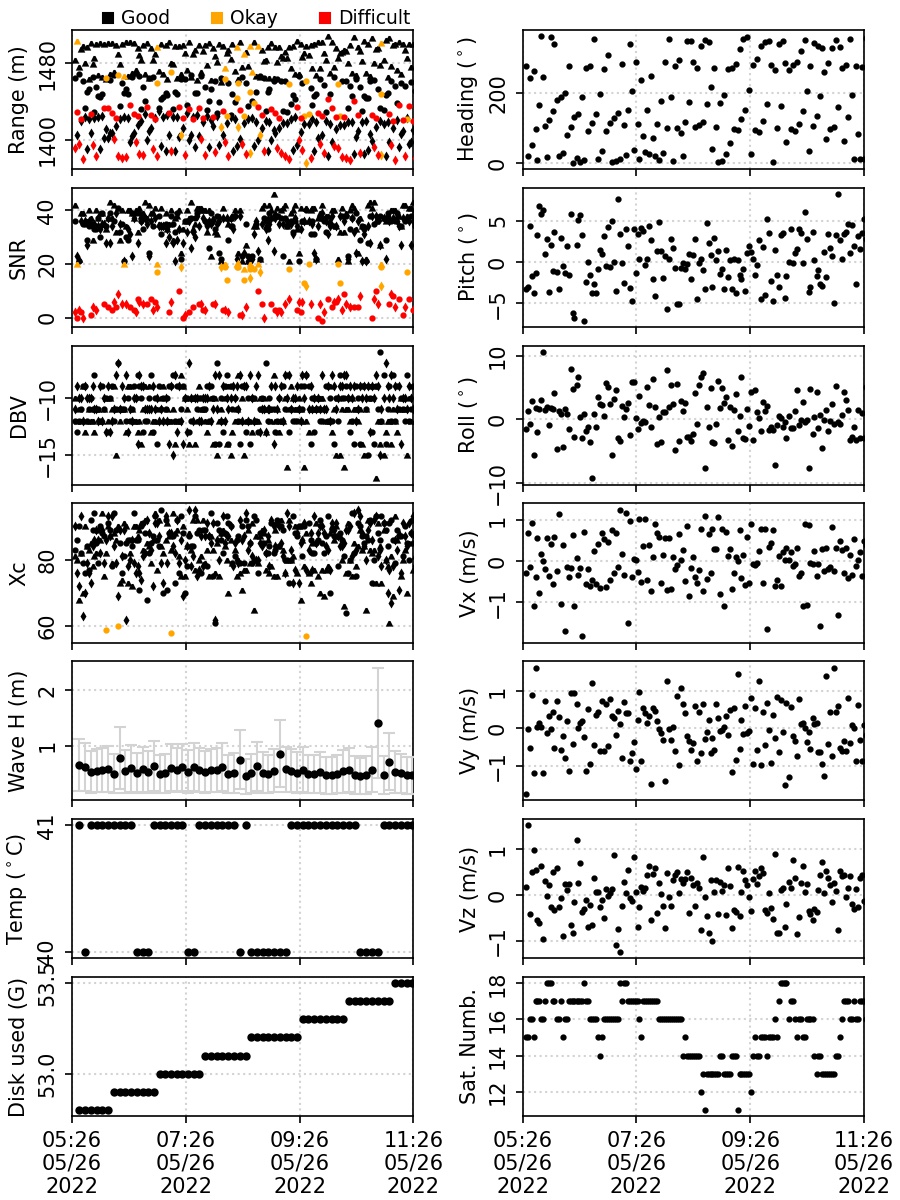 Good Okay Difficult
Range (m)
1480
1400
Heading (°)
200
0
SNR
40
20
0
Pitch (°)
5
0
−5
DBV
−10
−15
Roll (°)
10
0
−10
Xc
80
60
Vx (m/s)
1
0
−1
Wave H (m)
2
1
Vy (m/s)
1
0
−1
Temp (°C)
41
40
Vz (m/s)
1
0
−1
Disk used (G)
53.5
53.0
Sat. Numb.
18
16
14
12
05:26 07:26 09:26 11:26
05/26 05/26 05/26 05/26
2022 2022 2022 2022
05:26 07:26 09:26 11:26
05/26 05/26 05/26 05/26
2022 2022 2022 2022